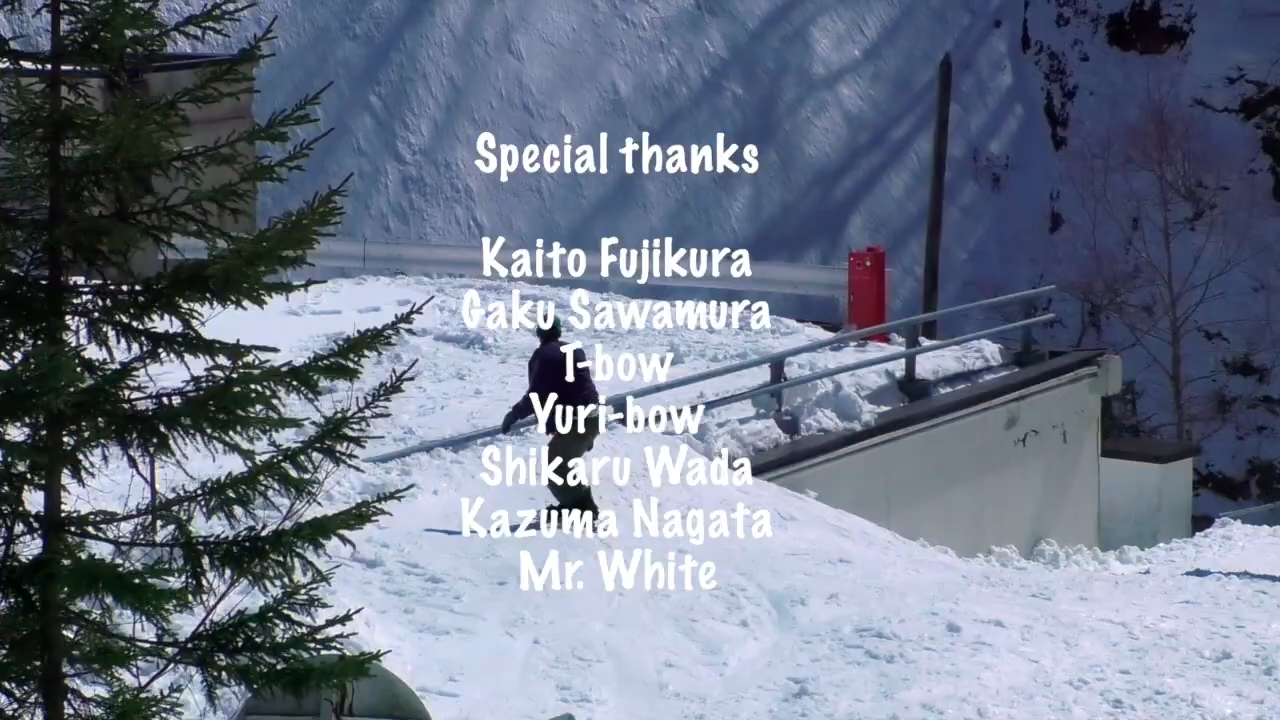 Special thanks
Kaito Fujikura
Gaku Sawamura
T-bow
Yuri-bow
Shikaru Wada
Kazuma Nagata
Mr. White